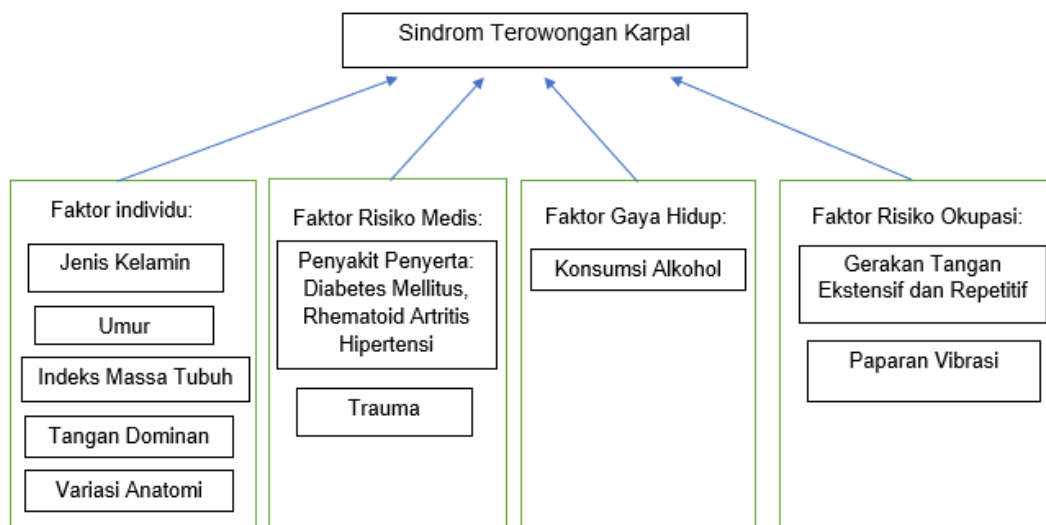 Sindrom Terowongan Karpal
Faktor individu:
Jenis Kelamin
Umur
Indeks Massa Tubuh
Tangan Dominan
Variasi Anatomi
Faktor Risiko Medis:
Penyakit Penyerta:
Diabetes Mellitus,
Rhematoid Artritis
Hipertensi
Trauma
Faktor Gaya Hidup:
Konsumsi Alkohol
Faktor Risiko Okupasi:
Gerakan Tangan
Ekstensif dan Repetitif
Paparan Vibrasi